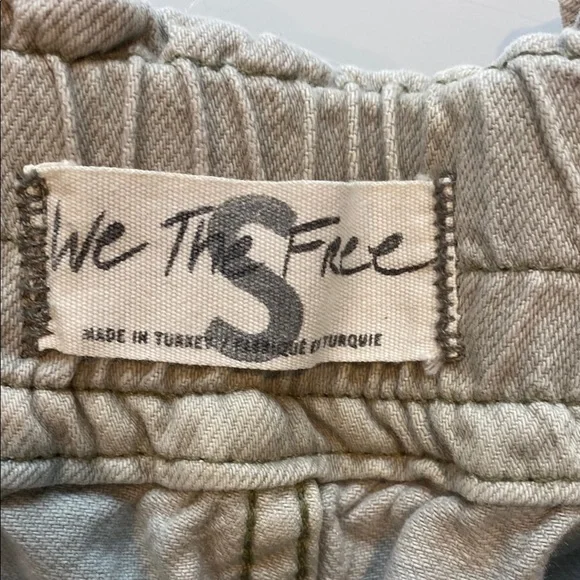 We The Free
S
MADE IN TURKEY / FABRIQUÉ EN TURQUIE